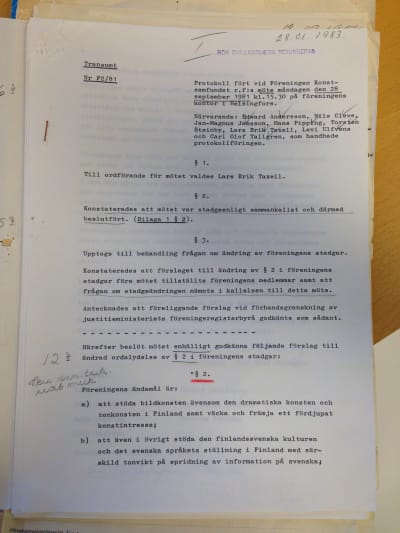 28.01.1983
I
Transumt
Nr F2/81
Protokoll fört vid Föreningen Konst-
samfundet r.f:s möte måndagen den 28
september 1981 kl.15.30 på föreningens
kontor i Helsingfors.
Närvarande: Edward Andersson, Nils Cleve,
Jan-Magnus Jansson, Hans Pipping, Torsten
Steinby, Lars Erik Taxell, Levi Ulfvens
och Carl Olof Tallgren, som handhade
protokollföringen.
§ 1.
Till ordförande för mötet valdes Lars Erik Taxell.
§ 2.
Konstaterades att mötet var stadgeenligt sammankallat och därmed
beslutfört. (Bilaga 1 § 2).
§ 3.
Upptogs till behandling frågan om ändring av föreningens stadgar.
Konstaterades att förslaget till ändring av § 2 i föreningens
stadgar före mötet tillställts föreningens medlemmar samt att
frågan om stadgeändringen nämnts i kallelsen till detta möte.
Antecknades att föreliggande förslag vid förhandsgranskning av
justitieministeriets föreningsregisterbyrå godkänts som sådant.
- - - - - - - - - - - - - - - - - - - - - - - -
Härefter beslöt mötet enhälligt godkänna följande förslag till
ändrad ordalydelse av § 2 i föreningens stadgar:
12 §
"§ 2.
Föreningens ändamål är:
a) att stöda bildkonsten ävensom den dramatiska konsten och
tonkonsten i Finland samt väcka och främja ett fördjupat
konstintresse;
b) att även i övrigt stöda den finlandssvenska kulturen
och det svenska språkets ställning i Finland med sär-
skild tonvikt på spridning av information på svenska;